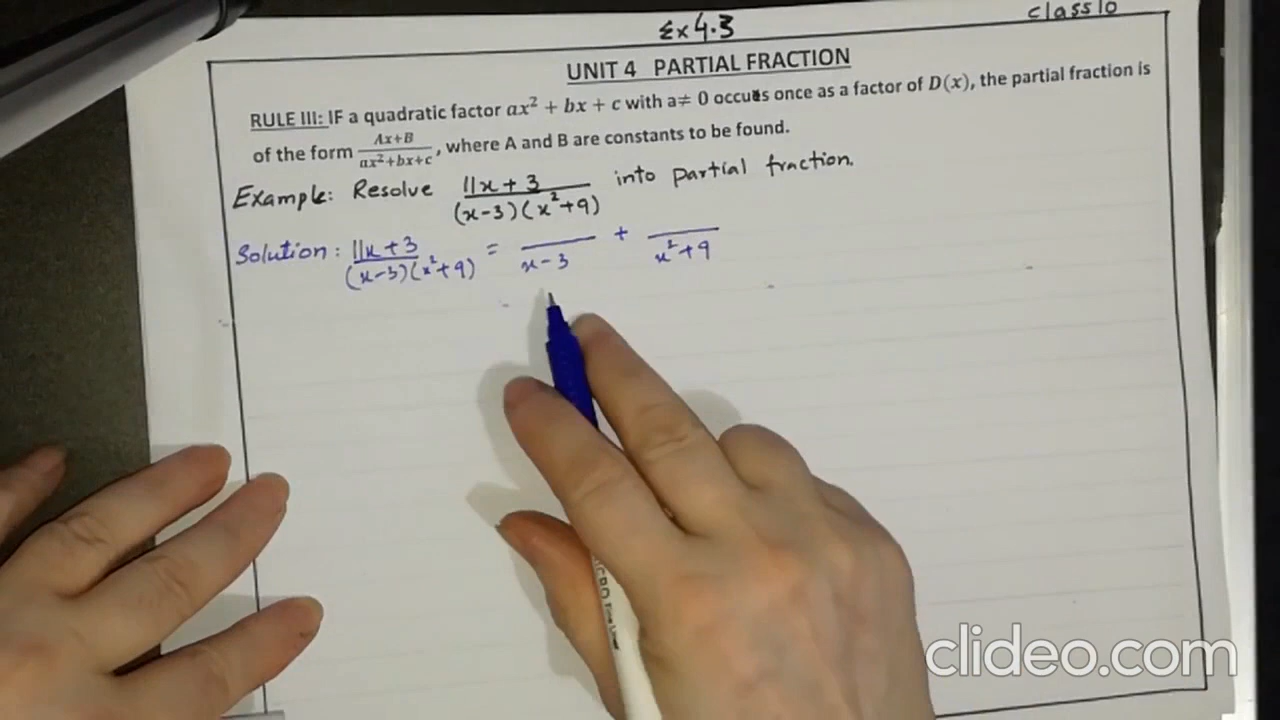 Ex 4.3
class 10
UNIT 4 PARTIAL FRACTION
RULE III: IF a quadratic factor ax² + bx + c with a≠ 0 occurs once as a factor of D(x), the partial fraction is
of the form Ax+B/ax²+bx+c, where A and B are constants to be found.
Example: Resolve 11x + 3/(x-3)(x²+9) into partial fraction.
Solution: 11x+3/(x-3)(x²+9) = /x-3 + /x²+9
clideo.com